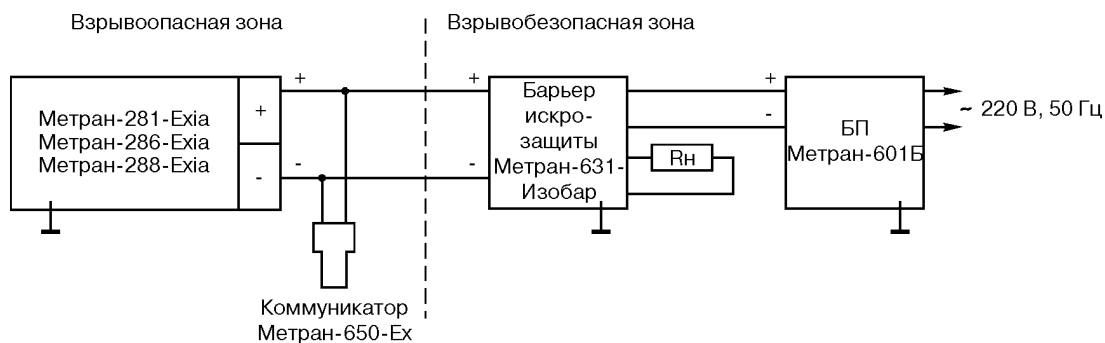 Взрывоопасная зона
Взрывобезопасная зона
Метран-281-Exia
Метран-286-Exia
Метран-288-Exia
+
-
+
-
+
-
Барьер
искро-
защиты
Метран-631-
Изобар
Rн
+
-
БП
Метран-601Б
~ 220 В, 50 Гц
Коммуникатор
Метран-650-Ex